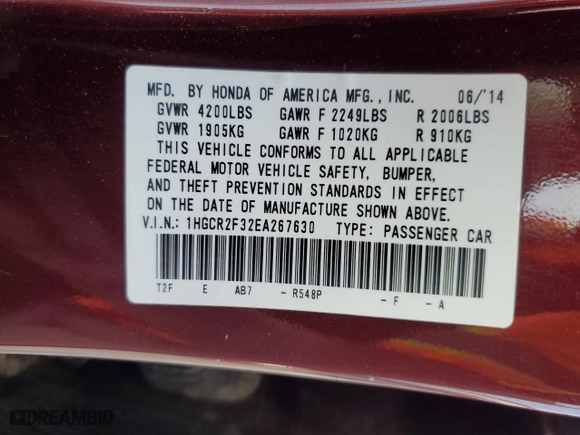 MFD. BY HONDA OF AMERICA MFG., INC. 06/'14
GVWR 4200LBS GAWR F 2249LBS R 2006LBS
GVWR 1905KG GAWR F 1020KG R 910KG
THIS VEHICLE CONFORMS TO ALL APPLICABLE
FEDERAL MOTOR VEHICLE SAFETY, BUMPER,
AND THEFT PREVENTION STANDARDS IN EFFECT
ON THE DATE OF MANUFACTURE SHOWN ABOVE.
V.I.N.: 1HGCR2F32EA267630 TYPE: PASSENGER CAR
T2F E AB7 - R548P - F - A
DREAMBID